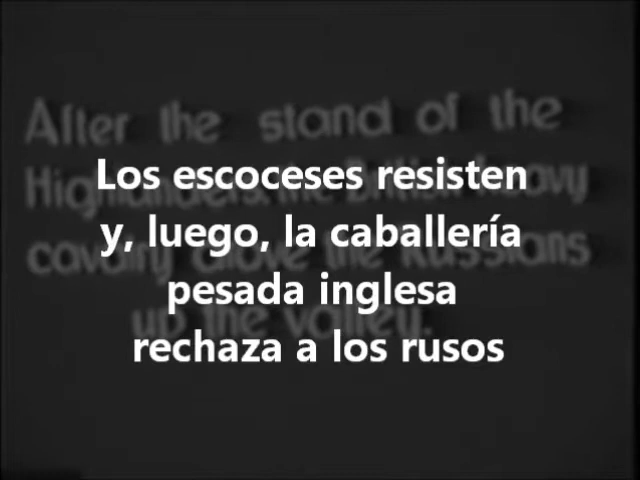 After the stand of the
Highlanders, the British heavy
cavalry drove the Russians
up the valley.
Los escoceses resisten
y, luego, la caballería
pesada inglesa
rechaza a los rusos